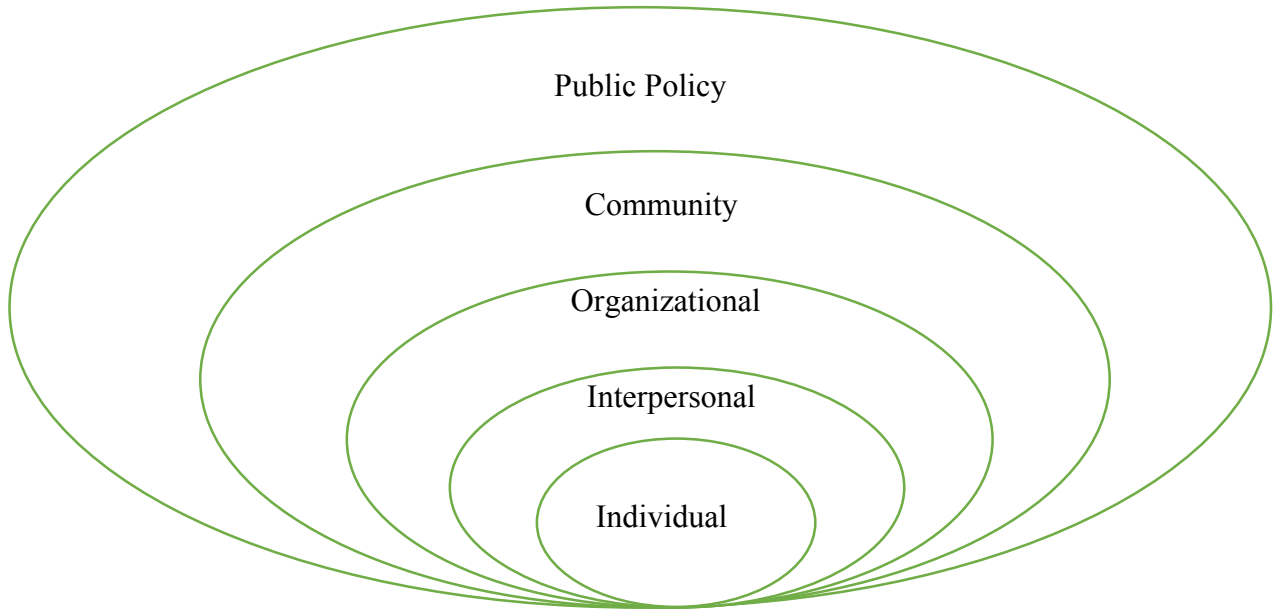 Public Policy
Community
Organizational
Interpersonal
Individual